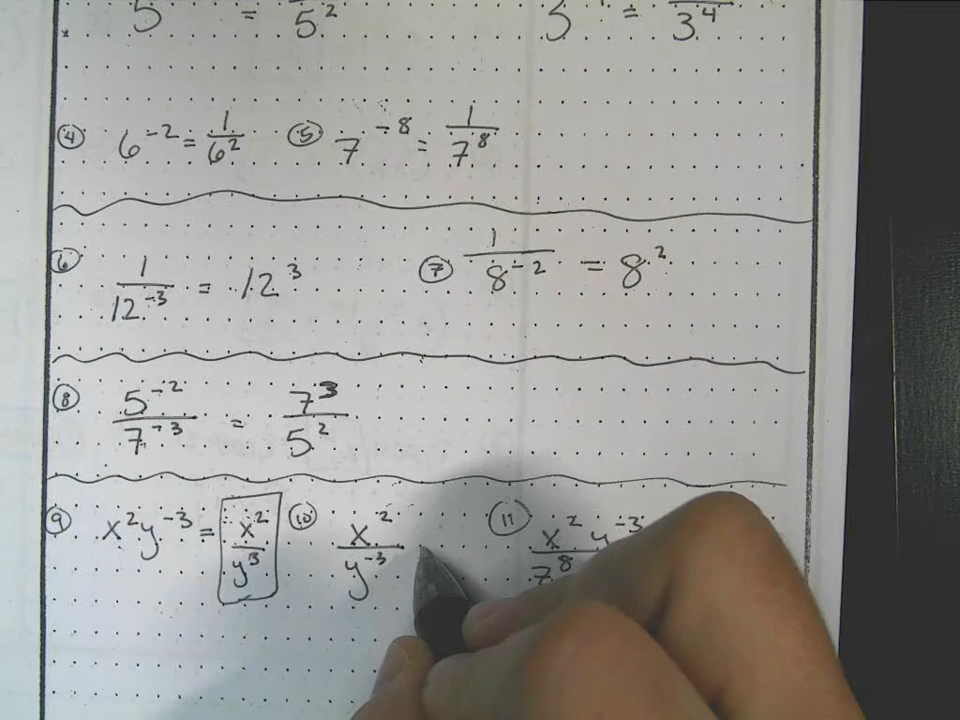 5 = 5² 3 = 3⁴
④ 6⁻² = 1/6² ⑤ 7⁻⁸ = 1/7⁸
⑥ 1/12⁻³ = 12³ ⑦ 1/8⁻² = 8²
⑧ 5⁻²/7⁻³ = 7³/5²
⑨ x²y⁻³ = x²/y³ ⑩ x²/y⁻³ ⑪ x²y⁻³/7⁸